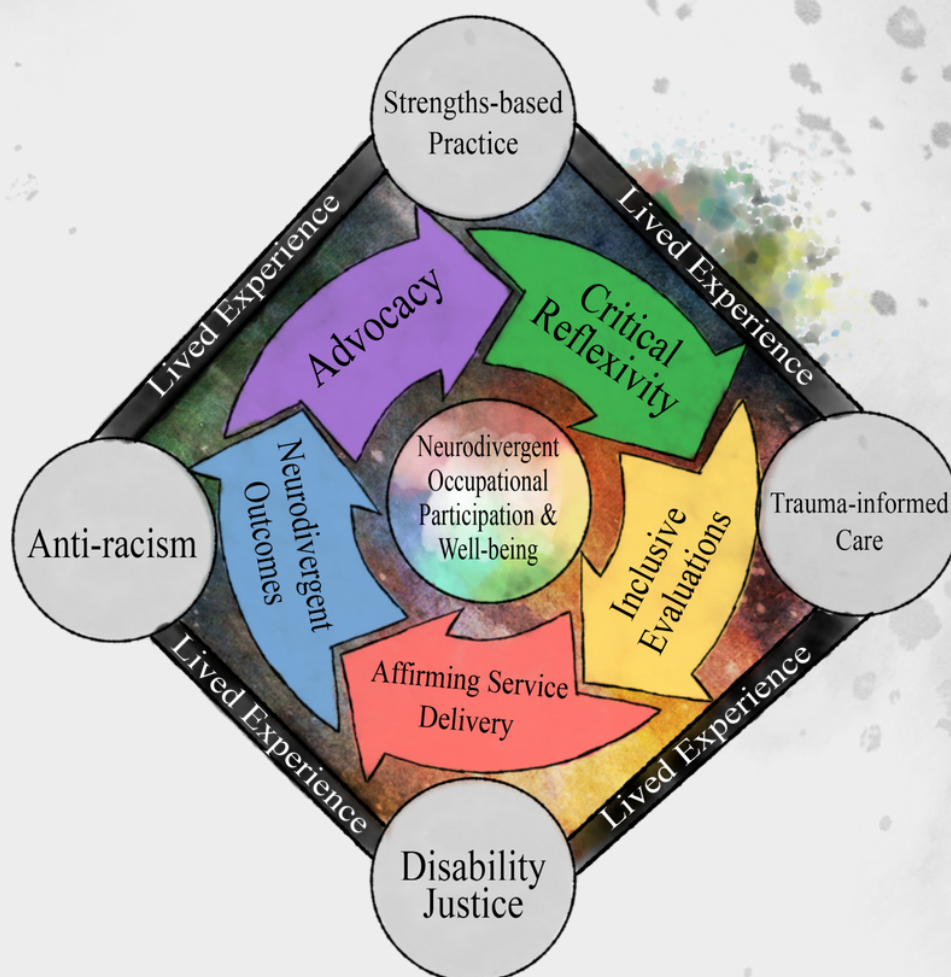 Strengths-based
Practice
Lived Experience
Lived Experience
Advocacy
Critical
Reflexivity
Neurodivergent
Occupational
Participation &
Well-being
Neurodivergent
Outcomes
Inclusive
Evaluations
Trauma-informed
Care
Anti-racism
Affirming Service
Delivery
Lived Experience
Lived Experience
Disability
Justice